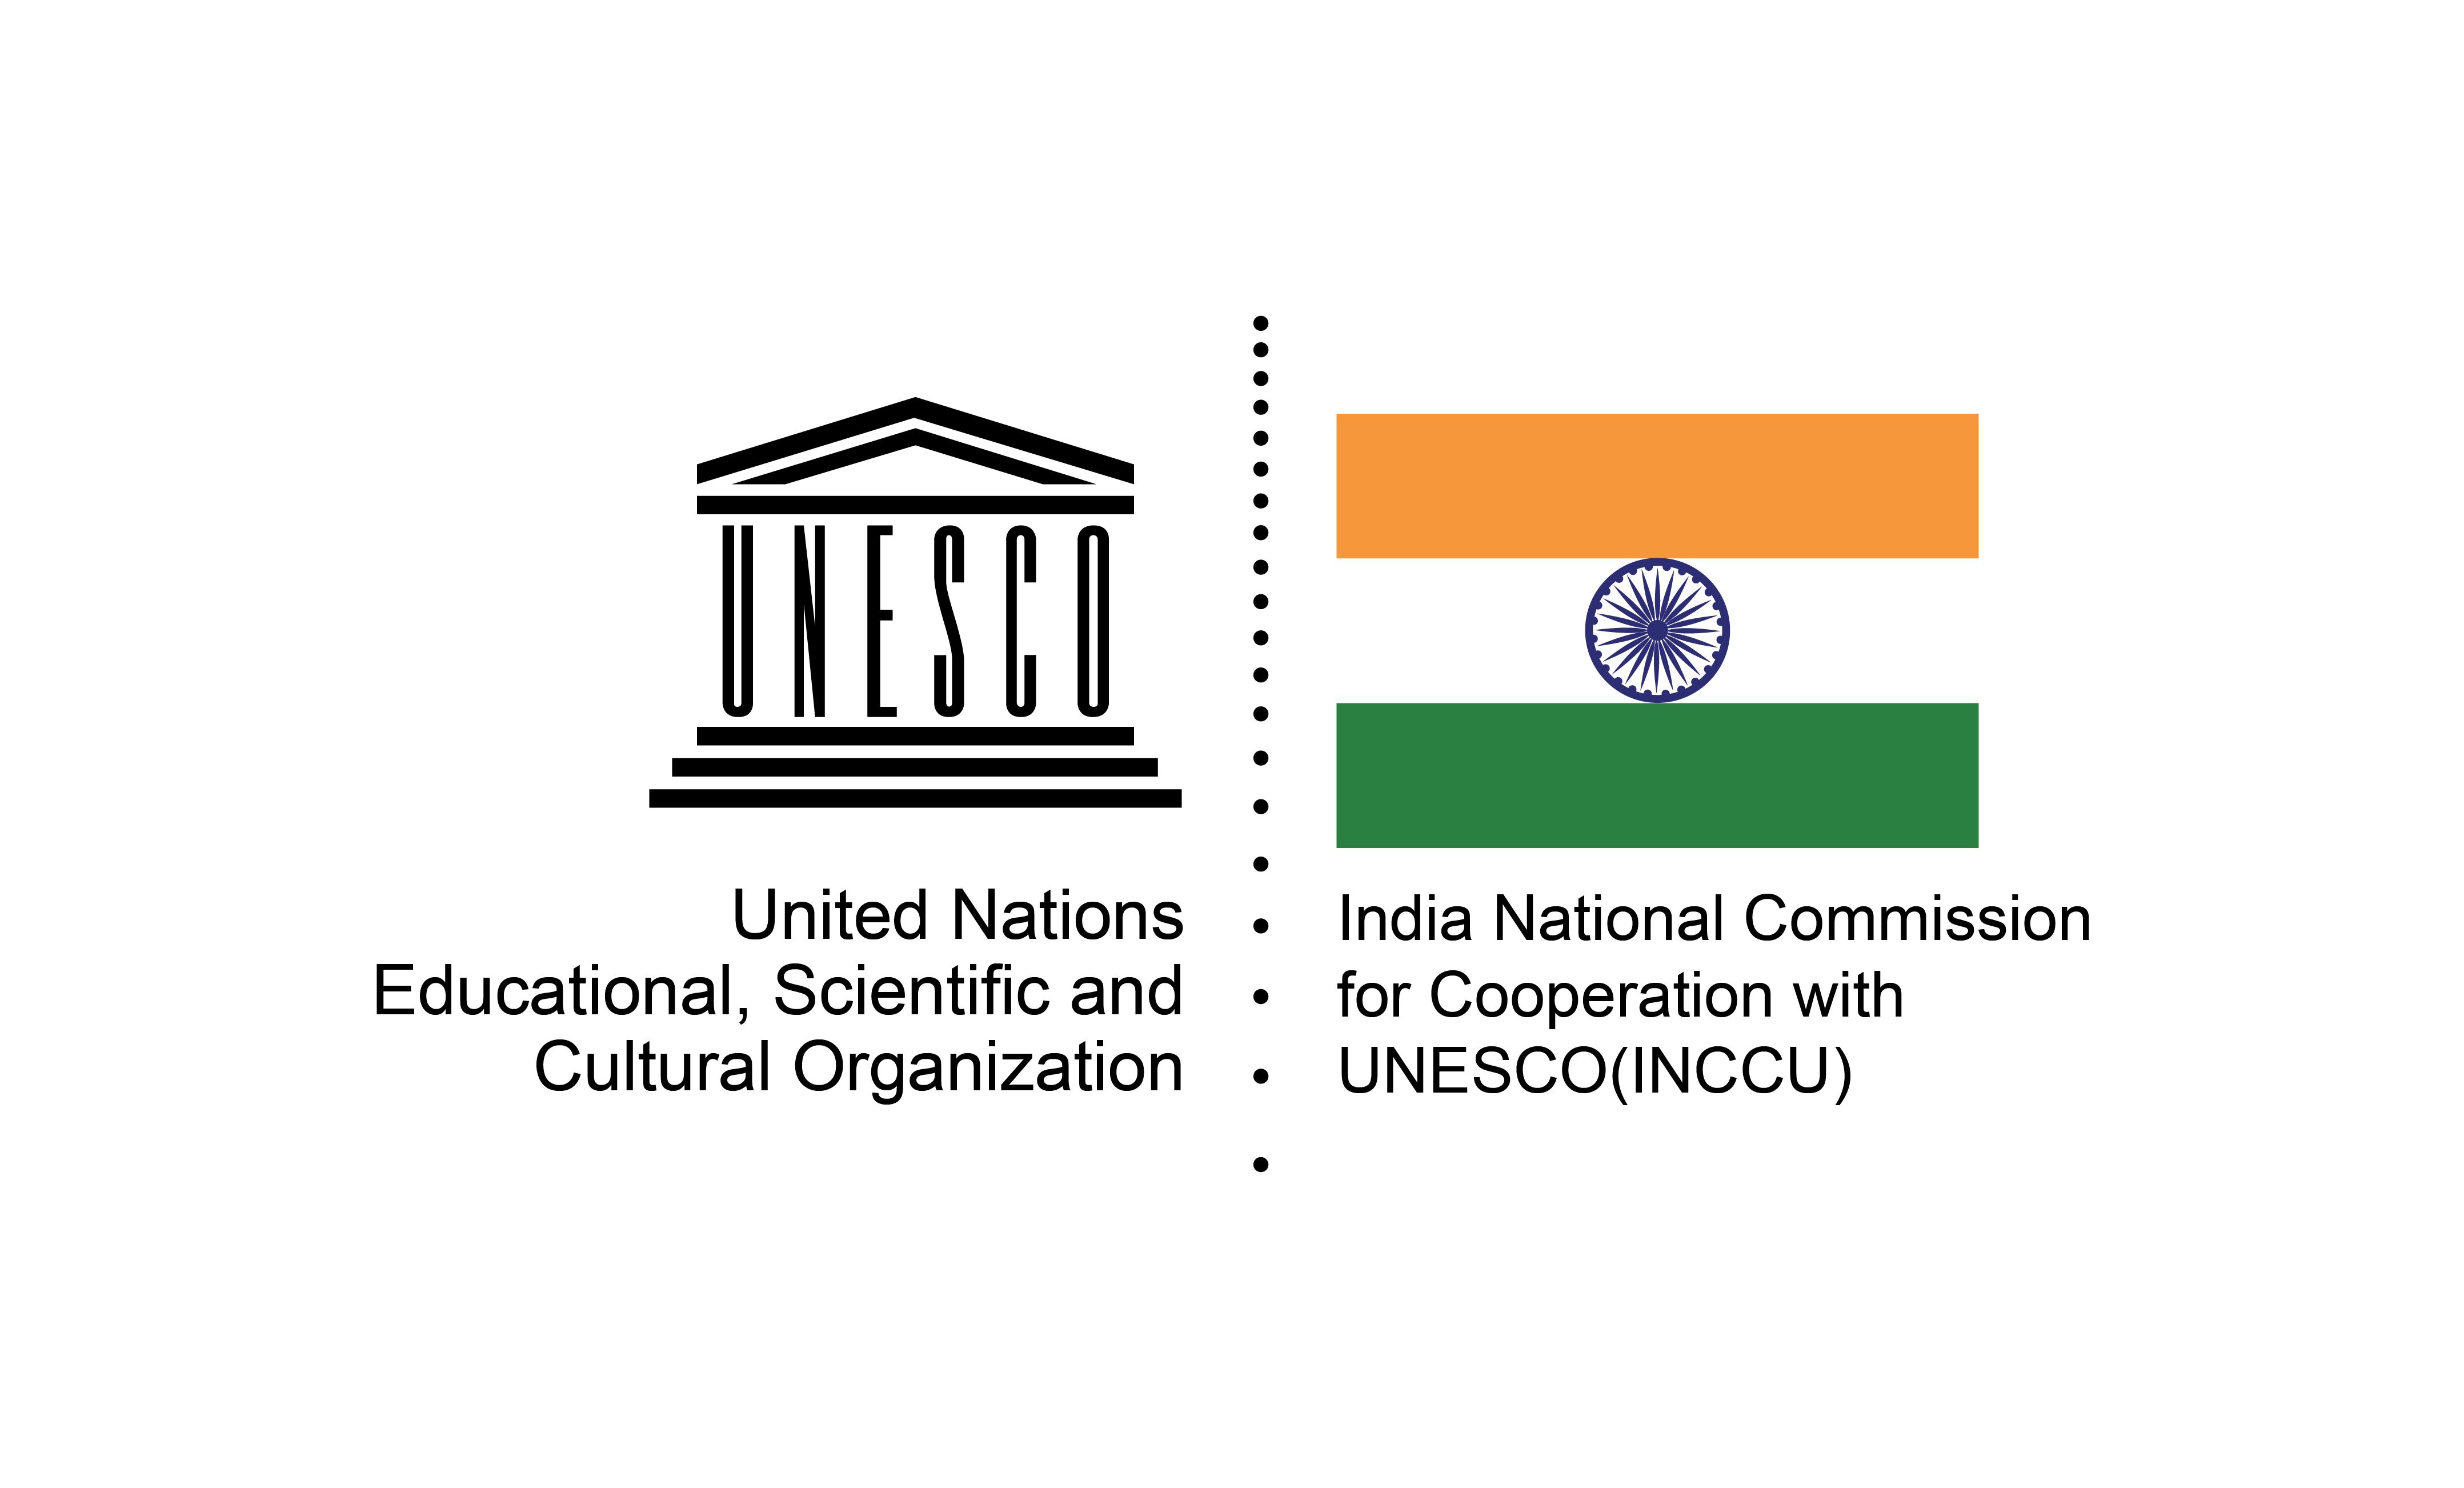 UNESCO
United Nations
Educational, Scientific and
Cultural Organization
India National Commission
for Cooperation with
UNESCO(INCCU)